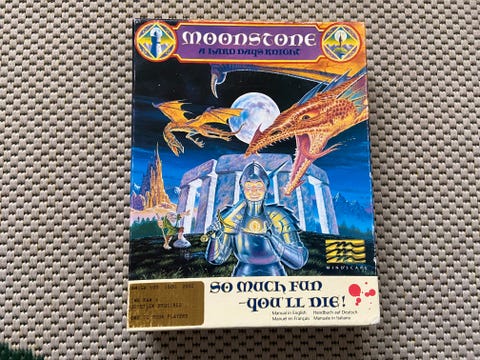 MOONSTONE
A HARD DAYS KNIGHT
MINDSCAPE
SO MUCH FUN
-YOU'LL DIE!
Manual in English Handbuch auf Deutsch
Manuel en Français Manuale in Italiano